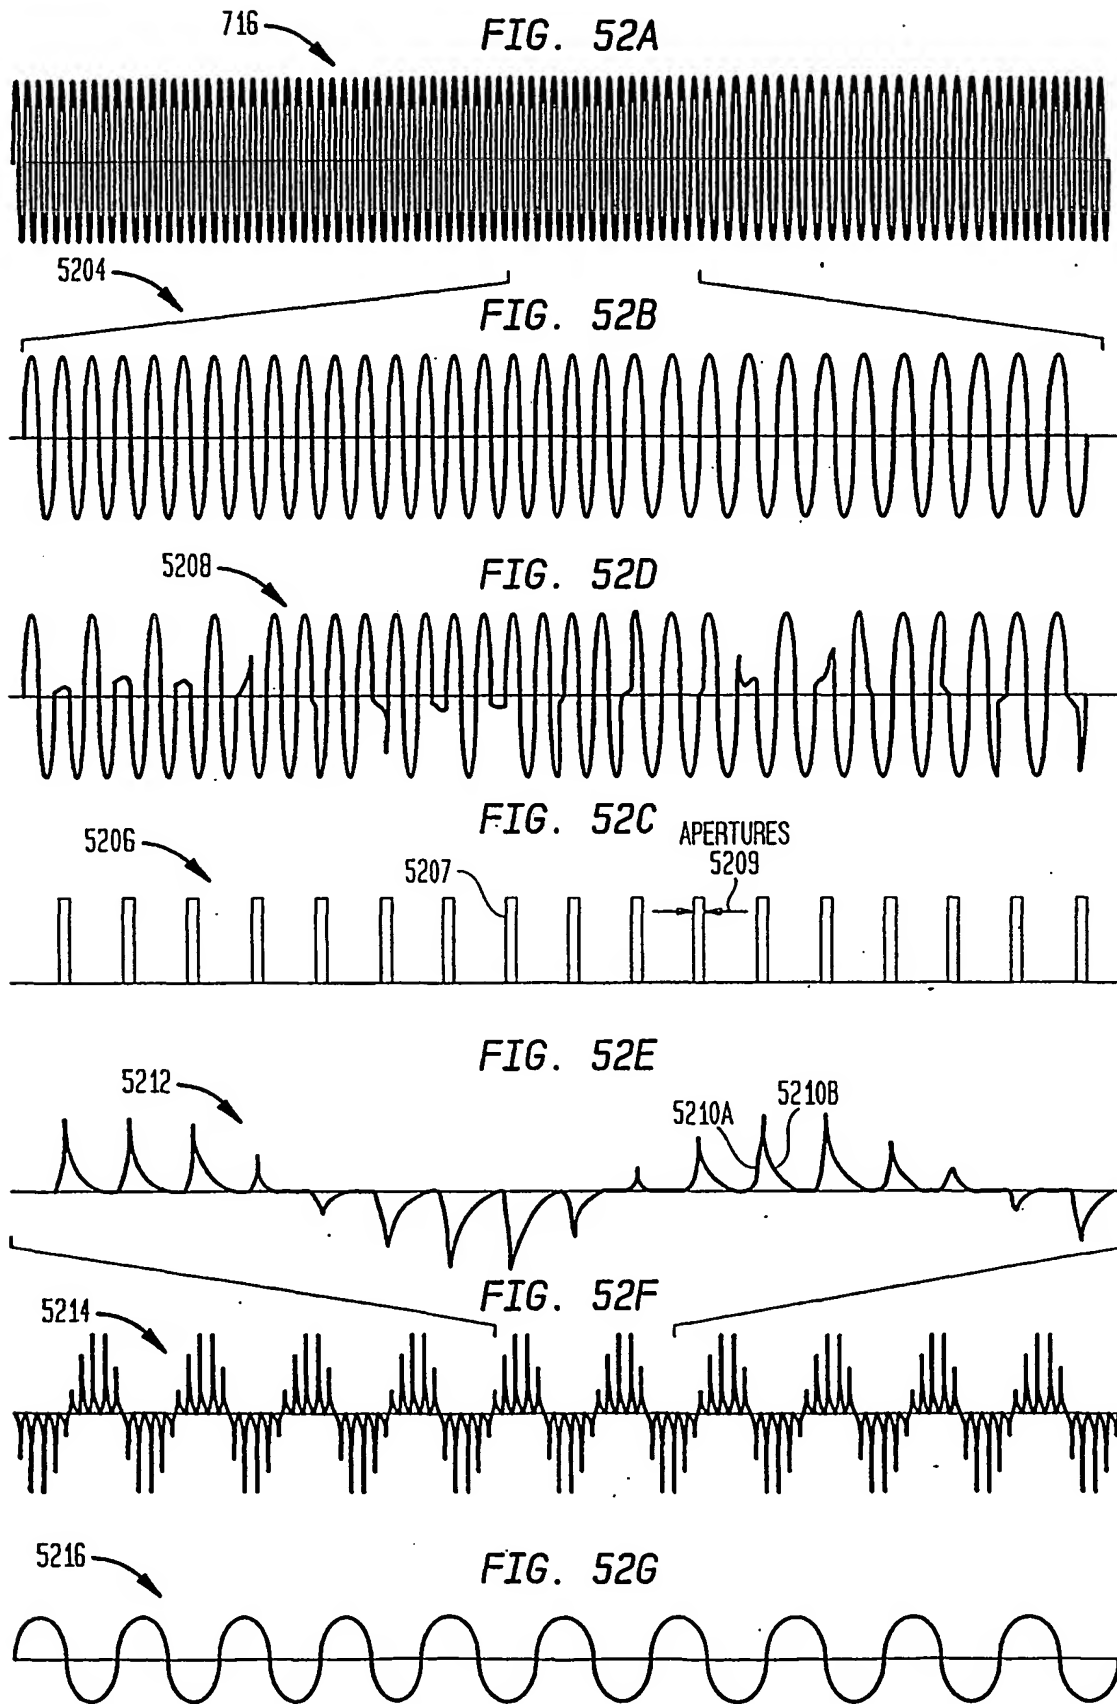 716
FIG. 52A
5204
FIG. 52B
5208
FIG. 52D
FIG. 52C
5206
5207
APERTURES
5209
FIG. 52E
5212
5210A
5210B
FIG. 52F
5214
FIG. 52G
5216